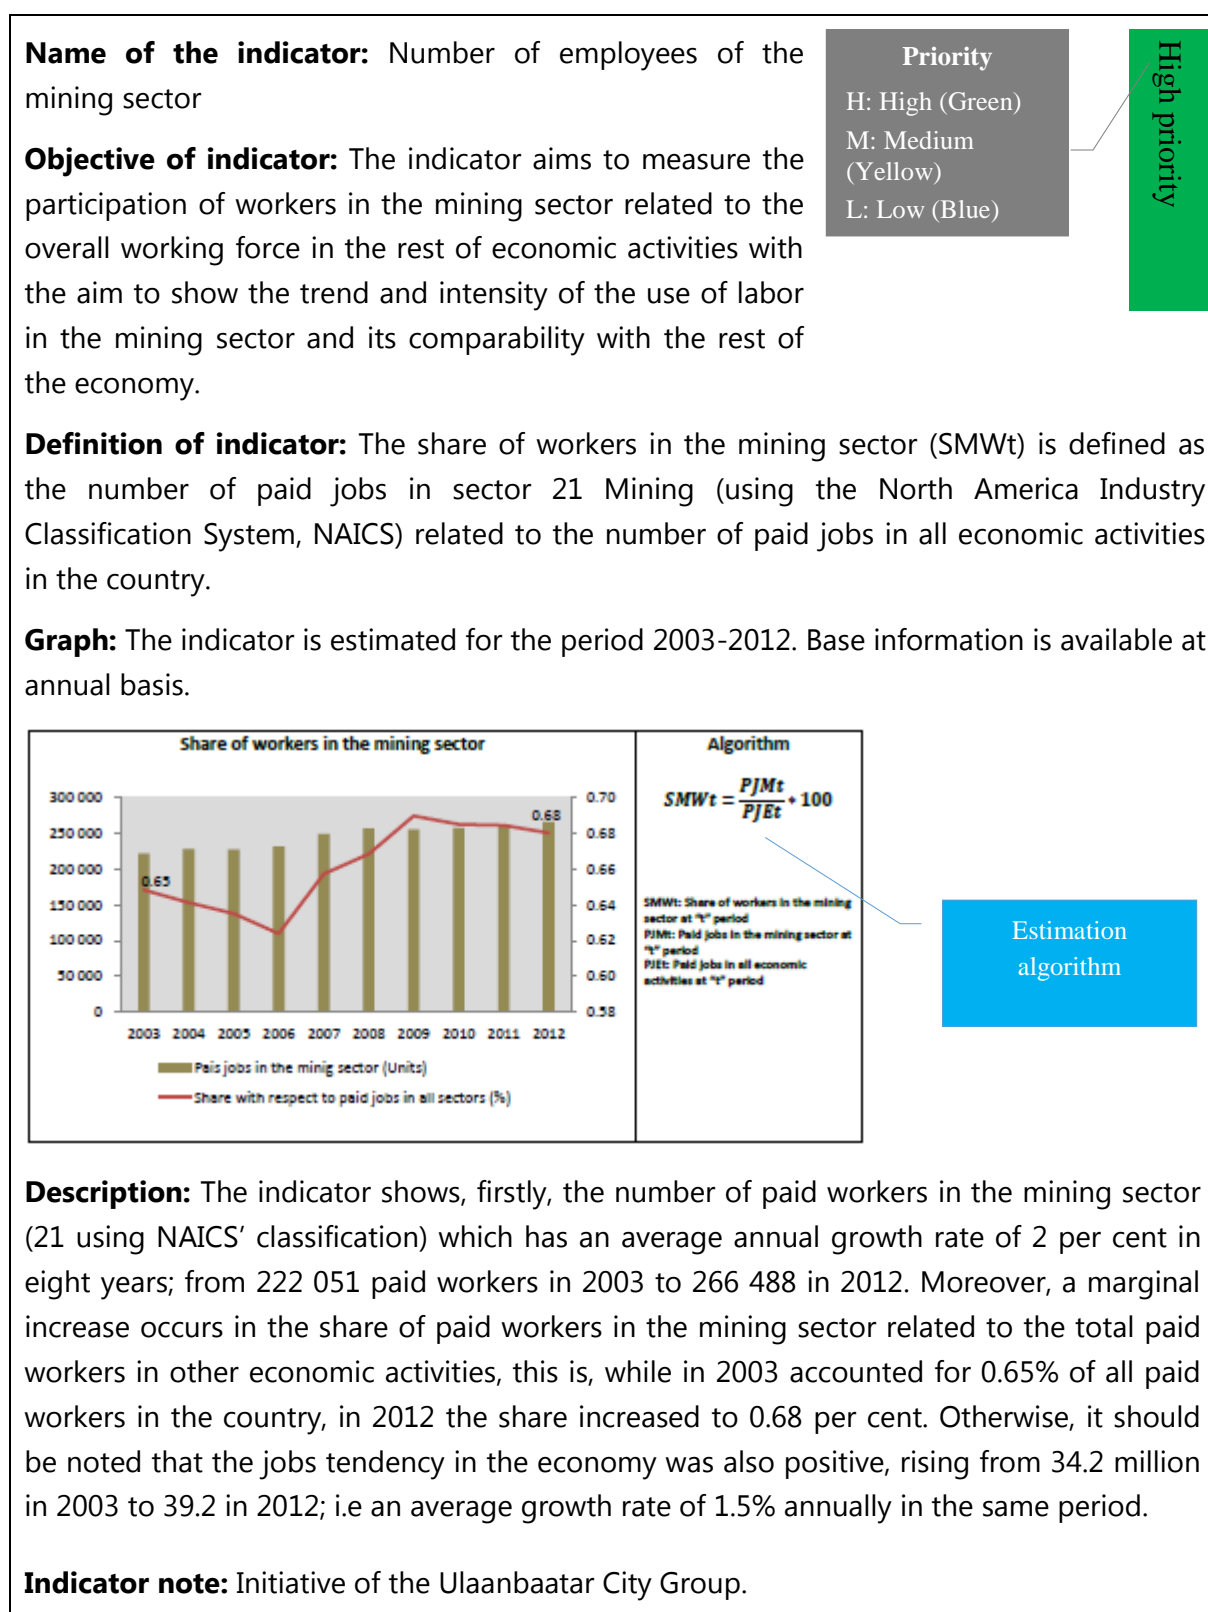 Name of the indicator: Number of employees of the
mining sector
Priority
H: High (Green)
M: Medium
(Yellow)
L: Low (Blue)
High priority
Objective of indicator: The indicator aims to measure the
participation of workers in the mining sector related to the
overall working force in the rest of economic activities with
the aim to show the trend and intensity of the use of labor
in the mining sector and its comparability with the rest of
the economy.
Definition of indicator: The share of workers in the mining sector (SMWt) is defined as
the number of paid jobs in sector 21 Mining (using the North America Industry
Classification System, NAICS) related to the number of paid jobs in all economic activities
in the country.
Graph: The indicator is estimated for the period 2003-2012. Base information is available at
annual basis.
Share of workers in the mining sector
300 000
250 000
200 000
150 000
100 000
50 000
0
0.65
0.68
0.70
0.68
0.66
0.64
0.62
0.60
0.58
2003 2004 2005 2006 2007 2008 2009 2010 2011 2012
Pais jobs in the minig sector (Units)
Share with respect to paid jobs in all sectors (%)
Algorithm
SMWt = PJMt / PJEt * 100
SMWt: Share of workers in the mining
sector at "t" period
PJMt: Paid jobs in the mining sector at
"t" period
PJEt: Paid jobs in all economic
activities at "t" period
Estimation
algorithm
Description: The indicator shows, firstly, the number of paid workers in the mining sector
(21 using NAICS’ classification) which has an average annual growth rate of 2 per cent in
eight years; from 222 051 paid workers in 2003 to 266 488 in 2012. Moreover, a marginal
increase occurs in the share of paid workers in the mining sector related to the total paid
workers in other economic activities, this is, while in 2003 accounted for 0.65% of all paid
workers in the country, in 2012 the share increased to 0.68 per cent. Otherwise, it should
be noted that the jobs tendency in the economy was also positive, rising from 34.2 million
in 2003 to 39.2 in 2012; i.e an average growth rate of 1.5% annually in the same period.
Indicator note: Initiative of the Ulaanbaatar City Group.